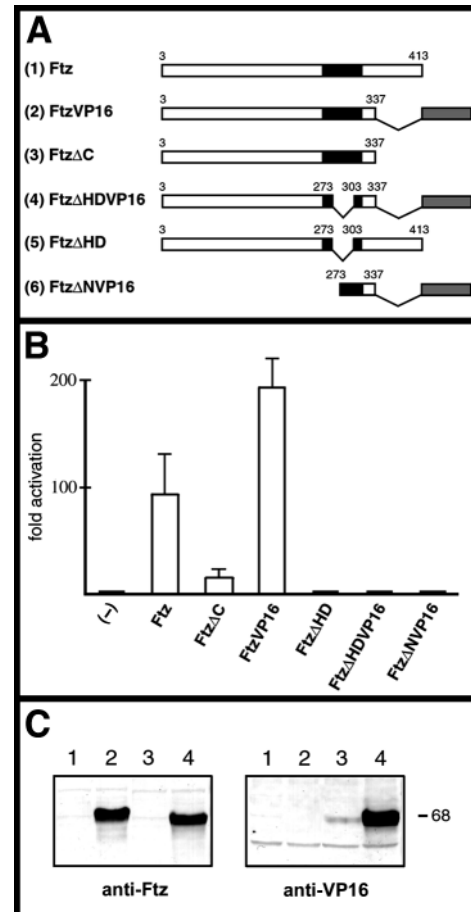 A
3 413
(1) Ftz
3 337
(2) FtzVP16
3 337
(3) FtzΔC
3 273 303 337
(4) FtzΔHDVP16
3 273 303 413
(5) FtzΔHD
273 337
(6) FtzΔNVP16
B
200
100
fold activation
(–) Ftz FtzΔC FtzVP16 FtzΔHD FtzΔHDVP16 FtzΔNVP16
C
1 2 3 4 1 2 3 4
– 68
anti-Ftz anti-VP16